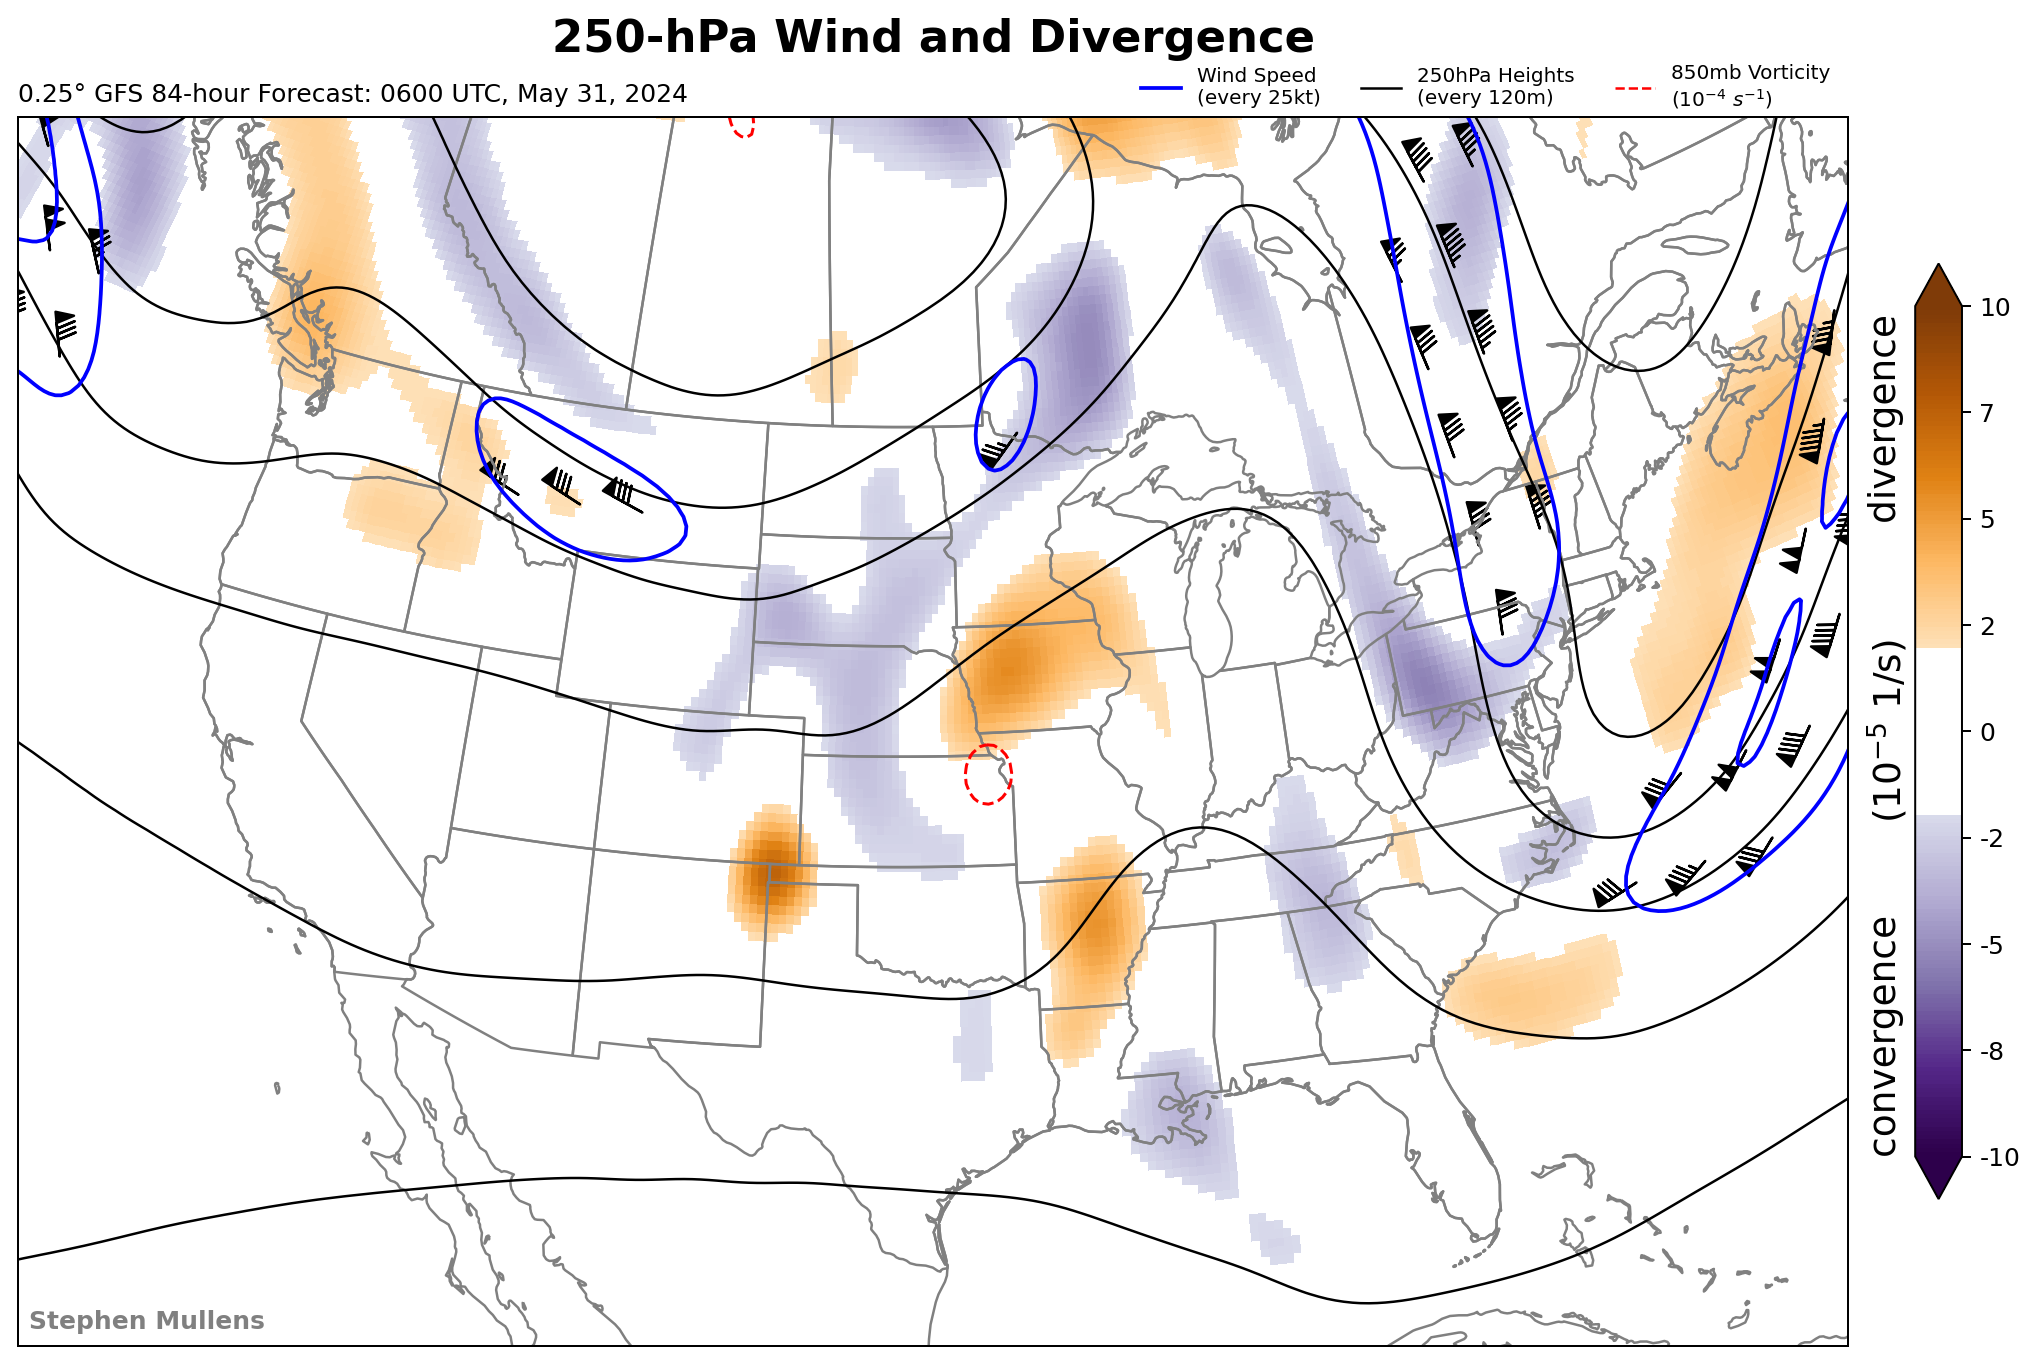 250-hPa Wind and Divergence
0.25° GFS 84-hour Forecast: 0600 UTC, May 31, 2024
Wind Speed
(every 25kt)
250hPa Heights
(every 120m)
850mb Vorticity
(10⁻⁴ s⁻¹)
10
7
5
2
0
-2
-5
-8
-10
convergence (10⁻⁵ 1/s) divergence
Stephen Mullens